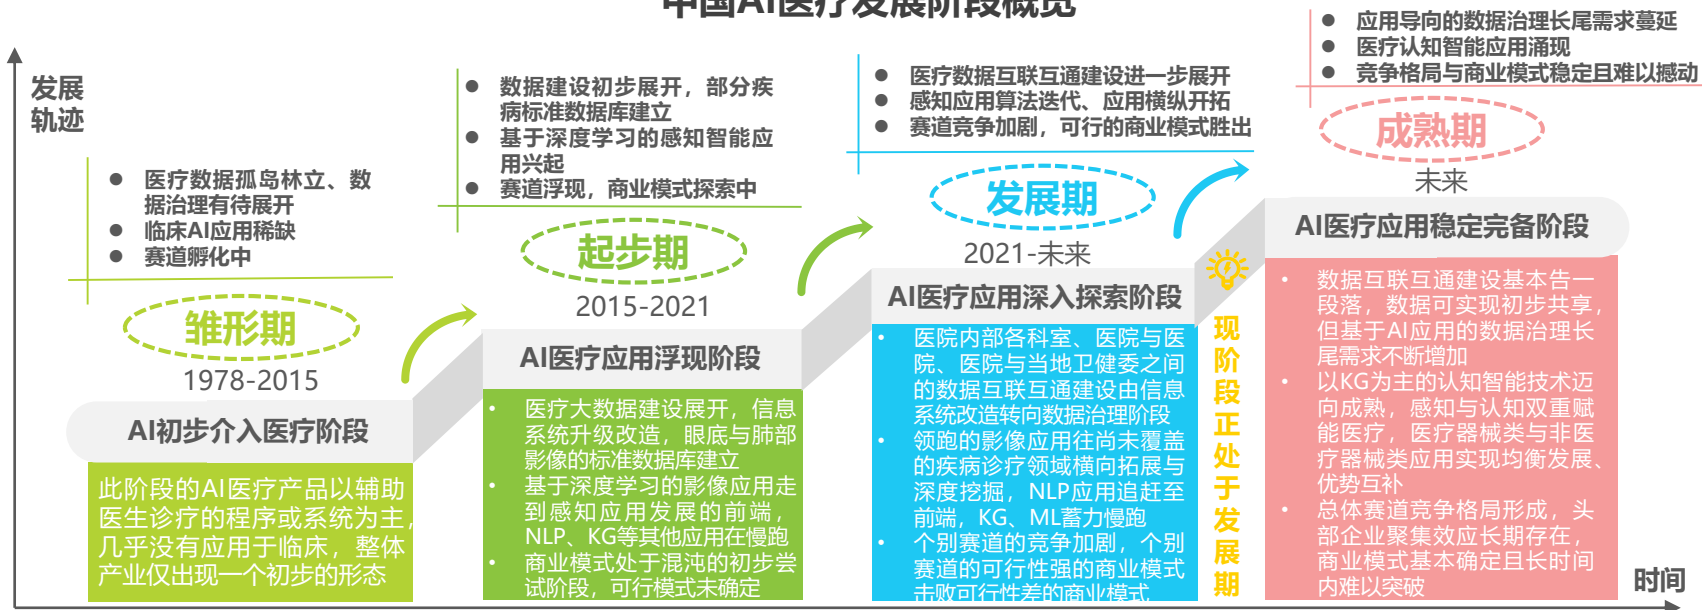 中国AI医疗发展阶段概览
发展
轨迹
医疗数据孤岛林立、数
据治理有待展开
临床AI应用稀缺
赛道孵化中
雏形期
1978-2015
AI初步介入医疗阶段
此阶段的AI医疗产品以辅助
医生诊疗的程序或系统为主,
几乎没有应用于临床，整体
产业仅出现一个初步的形态
数据建设初步展开，部分疾
病标准数据库建立
基于深度学习的感知智能应
用兴起
赛道浮现，商业模式探索中
起步期
2015-2021
AI医疗应用浮现阶段
医疗大数据建设展开，信息
系统升级改造，眼底与肺部
影像的标准数据库建立
基于深度学习的影像应用走
到感知应用发展的前端，
NLP、KG等其他应用在慢跑
商业模式处于混沌的初步尝
试阶段，可行模式未确定
医疗数据互联互通建设进一步展开
感知应用算法迭代、应用横纵开拓
赛道竞争加剧，可行的商业模式胜出
发展期
2021-未来
AI医疗应用深入探索阶段
医院内部各科室、医院与医
院、医院与当地卫健委之间
的数据互联互通建设由信息
系统改造转向数据治理阶段
领跑的影像应用往尚未覆盖
的疾病诊疗领域横向拓展与
深度挖掘，NLP应用追赶至
前端，KG、ML蓄力慢跑
个别赛道的竞争加剧，个别
赛道的可行性强的商业模式
击败可行性差的商业模式
现
阶
段
正
处
于
发
展
期
应用导向的数据治理长尾需求蔓延
医疗认知智能应用涌现
竞争格局与商业模式稳定且难以撼动
成熟期
未来
AI医疗应用稳定完备阶段
数据互联互通建设基本告一
段落，数据可实现初步共享，
但基于AI应用的数据治理长
尾需求不断增加
以KG为主的认知智能技术迈
向成熟，感知与认知双重赋
能医疗，医疗器械类与非医
疗器械类应用实现均衡发展、
优势互补
总体赛道竞争格局形成，头
部企业聚集效应长期存在，
商业模式基本确定且长时间
内难以突破
时间